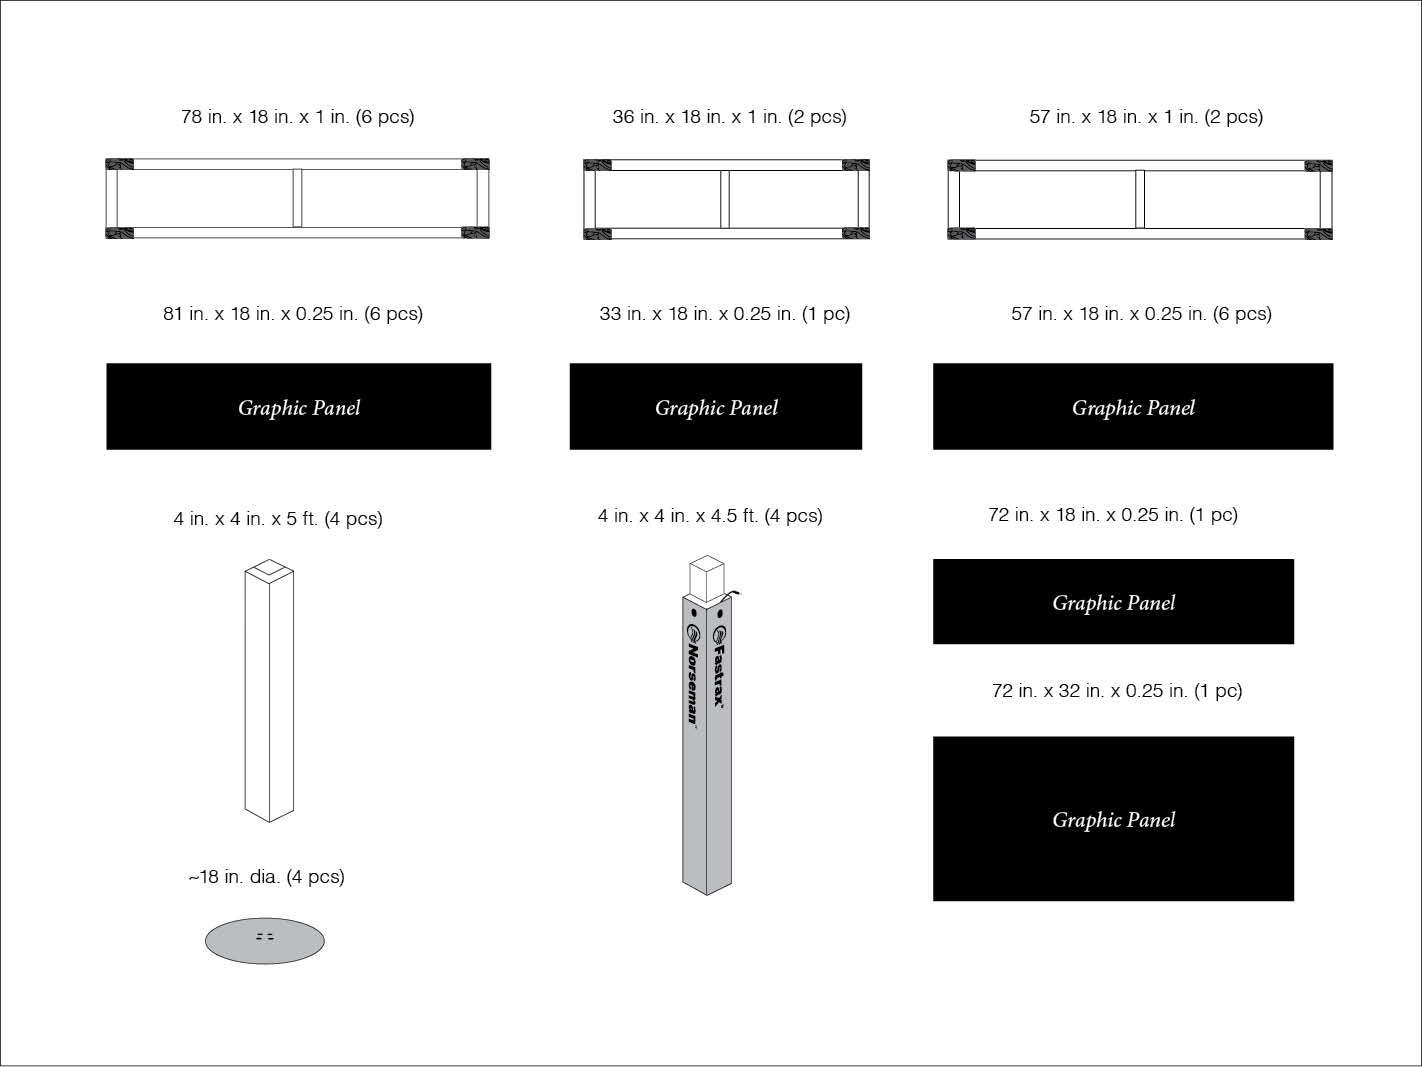 78 in. x 18 in. x 1 in. (6 pcs)
36 in. x 18 in. x 1 in. (2 pcs)
57 in. x 18 in. x 1 in. (2 pcs)
81 in. x 18 in. x 0.25 in. (6 pcs)
33 in. x 18 in. x 0.25 in. (1 pc)
57 in. x 18 in. x 0.25 in. (6 pcs)
Graphic Panel
Graphic Panel
Graphic Panel
4 in. x 4 in. x 5 ft. (4 pcs)
4 in. x 4 in. x 4.5 ft. (4 pcs)
72 in. x 18 in. x 0.25 in. (1 pc)
Graphic Panel
Norseman™
Fastrax™
72 in. x 32 in. x 0.25 in. (1 pc)
Graphic Panel
~18 in. dia. (4 pcs)